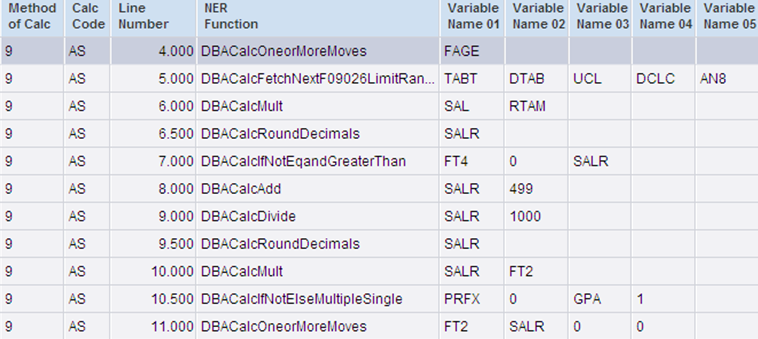 Method of Calc Calc Code Line Number NER Function Variable Name 01 Variable Name 02 Variable Name 03 Variable Name 04 Variable Name 05
9 AS 4.000 DBACalcOneorMoreMoves FAGE
9 AS 5.000 DBACalcFetchNextF09026LimitRan... TABT DTAB UCL DCLC AN8
9 AS 6.000 DBACalcMult SAL RTAM
9 AS 6.500 DBACalcRoundDecimals SALR
9 AS 7.000 DBACalcIfNotEqandGreaterThan FT4 0 SALR
9 AS 8.000 DBACalcAdd SALR 499
9 AS 9.000 DBACalcDivide SALR 1000
9 AS 9.500 DBACalcRoundDecimals SALR
9 AS 10.000 DBACalcMult SALR FT2
9 AS 10.500 DBACalcIfNotElseMultipleSingle PRFX 0 GPA 1
9 AS 11.000 DBACalcOneorMoreMoves FT2 SALR 0 0